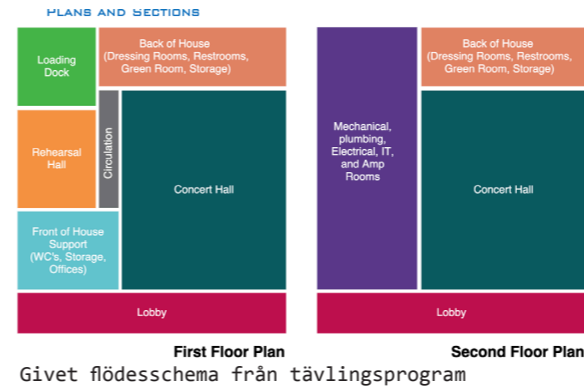 PLANS AND SECTIONS
Loading
Dock
Back of House
(Dressing Rooms, Restrooms,
Green Room, Storage)
Rehearsal
Hall
Circulation
Concert Hall
Front of House
Support
(WC's, Storage,
Offices)
Lobby
First Floor Plan
Mechanical,
plumbing,
Electrical, IT,
and Amp
Rooms
Back of House
(Dressing Rooms, Restrooms,
Green Room, Storage)
Concert Hall
Lobby
Second Floor Plan
Givet flödesschema från tävlingsprogram